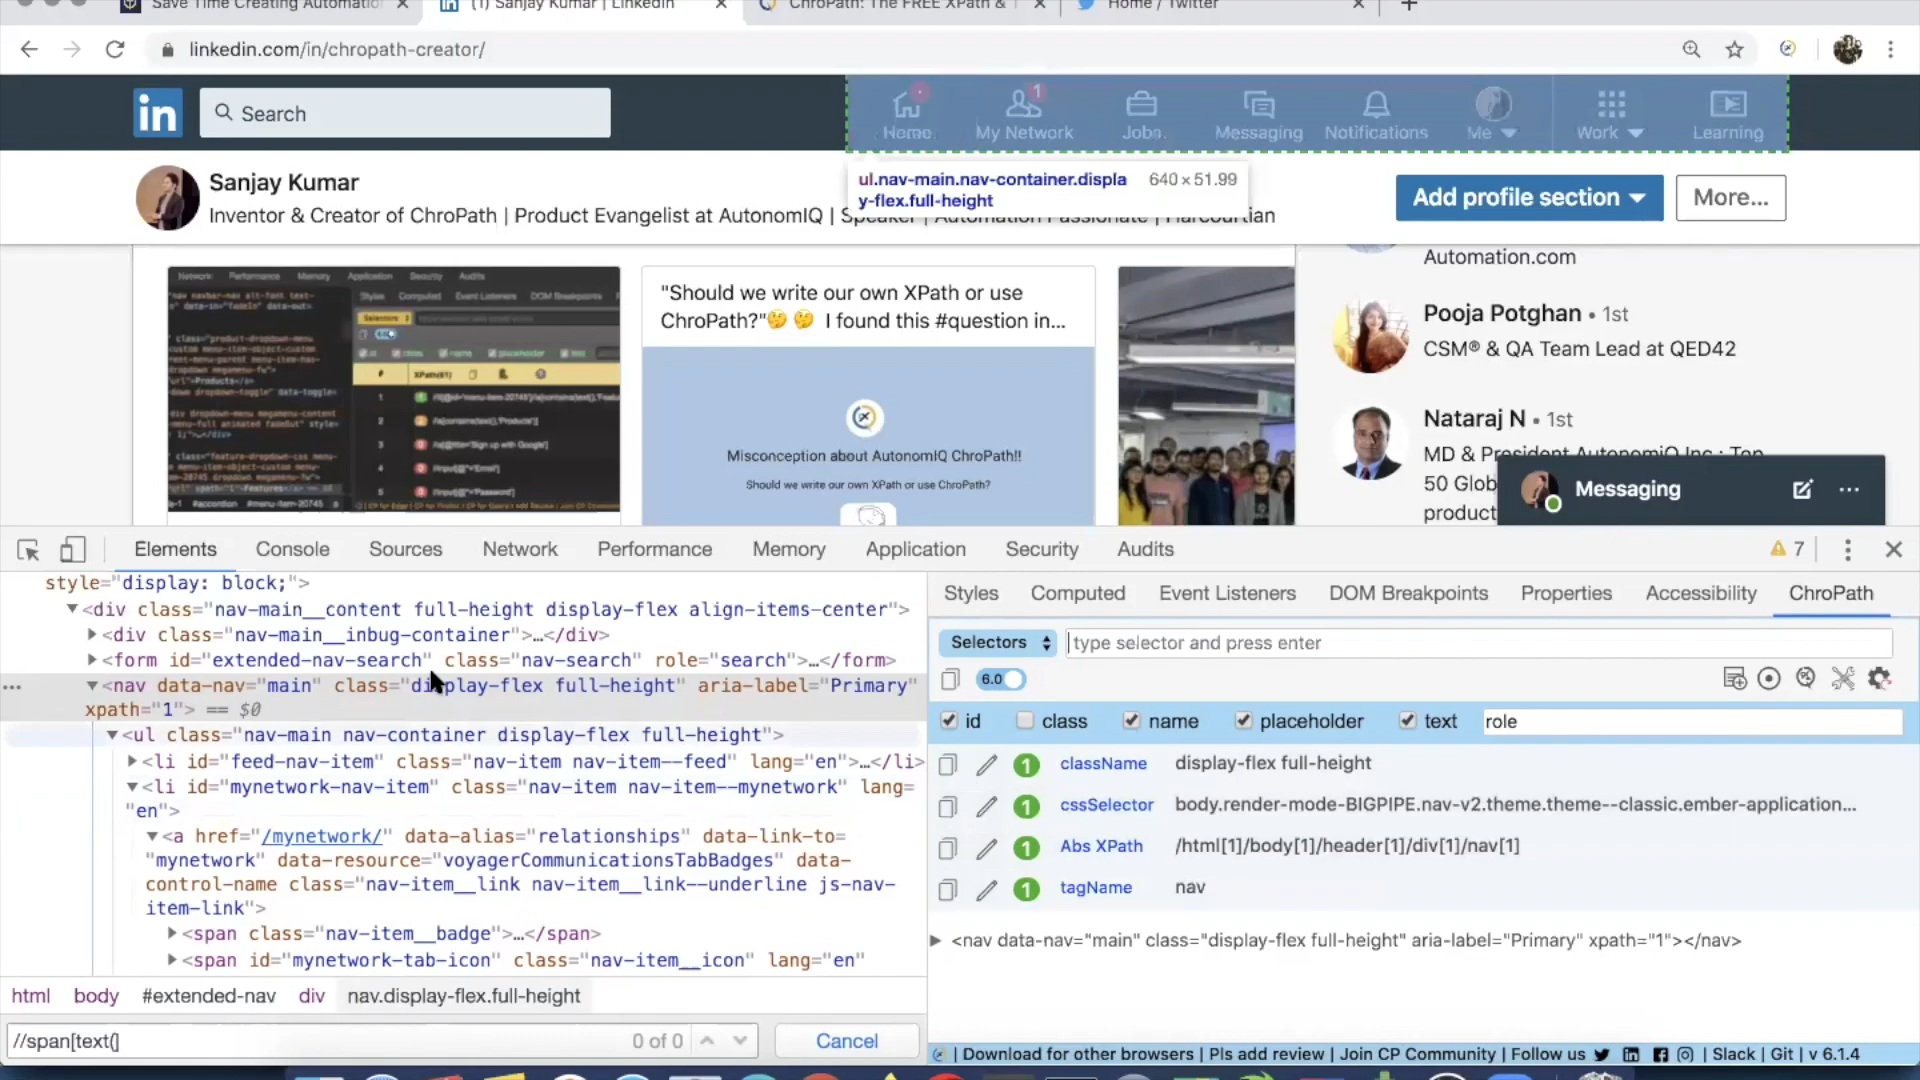 Save Time Creating Automatio
(1) Sanjay Kumar | LinkedIn
ChroPath: The FREE XPath &
Home / Twitter
linkedin.com/in/chropath-creator/
in
Search
Home
1
My Network
Jobs
Messaging
Notifications
Me
Work
Learning
ul.nav-main.nav-container.displa
y-flex.full-height
640 × 51.99
Sanjay Kumar
Inventor & Creator of ChroPath | Product Evangelist at AutonomIQ | Speaker | Automation Passionate | Harcourtian
Add profile section
More...
"Should we write our own XPath or use
ChroPath?"🤔 🤔 I found this #question in...
Misconception about AutonomIQ ChroPath!!
Should we write our own XPath or use ChroPath?
Automation.com
Pooja Potghan • 1st
CSM® & QA Team Lead at QED42
Nataraj N • 1st
MD & President AutonomiQ Inc.: Top
50 Glob
product
Messaging
Elements
Console
Sources
Network
Performance
Memory
Application
Security
Audits
7
style="display: block;">
<div class="nav-main__content full-height display-flex align-items-center">
<div class="nav-main__inbug-container">…</div>
<form id="extended-nav-search" class="nav-search" role="search">…</form>
<nav data-nav="main" class="display-flex full-height" aria-label="Primary"
xpath="1"> == $0
<ul class="nav-main nav-container display-flex full-height">
<li id="feed-nav-item" class="nav-item nav-item--feed" lang="en">…</li>
<li id="mynetwork-nav-item" class="nav-item nav-item--mynetwork" lang=
"en">
<a href="/mynetwork/" data-alias="relationships" data-link-to=
"mynetwork" data-resource="voyagerCommunicationsTabBadges" data-
control-name class="nav-item__link nav-item__link--underline js-nav-
item-link">
<span class="nav-item__badge">…</span>
<span id="mynetwork-tab-icon" class="nav-item__icon" lang="en"
html
body
#extended-nav
div
nav.display-flex.full-height
//span[text(]
0 of 0
Cancel
Styles
Computed
Event Listeners
DOM Breakpoints
Properties
Accessibility
ChroPath
Selectors
type selector and press enter
6.0
id
class
name
placeholder
text
role
1 className display-flex full-height
1 cssSelector body.render-mode-BIGPIPE.nav-v2.theme.theme--classic.ember-application...
1 Abs XPath /html[1]/body[1]/header[1]/div[1]/nav[1]
1 tagName nav
<nav data-nav="main" class="display-flex full-height" aria-label="Primary" xpath="1"></nav>
| Download for other browsers | Pls add review | Join CP Community | Follow us | Slack | Git | v 6.1.4